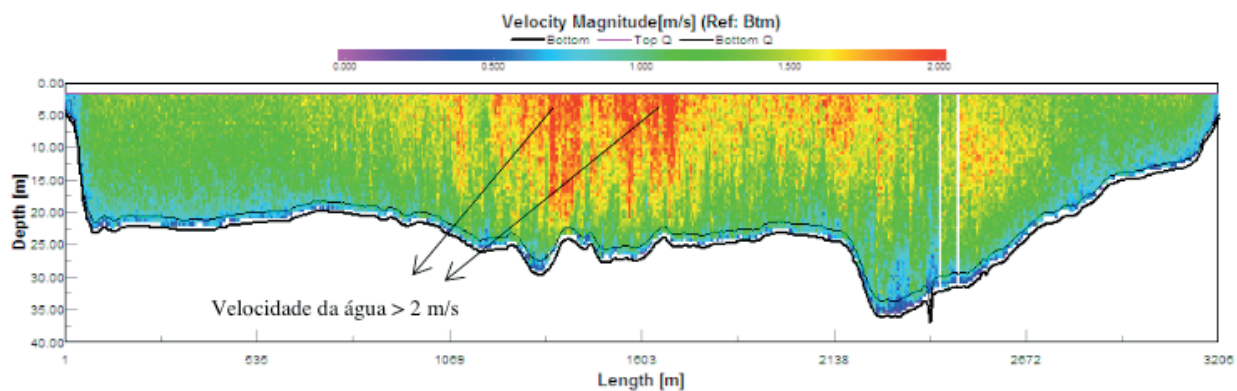 Velocity Magnitude[m/s] (Ref: Btm)
Bottom Top Q Bottom Q
0.000 0.500 1.000 1.500 2.000
Depth [m]
0.00
5.00
10.00
15.00
20.00
25.00
30.00
35.00
40.00
Velocidade da água > 2 m/s
1 535 1069 1603 2138 2672 3206
Length [m]